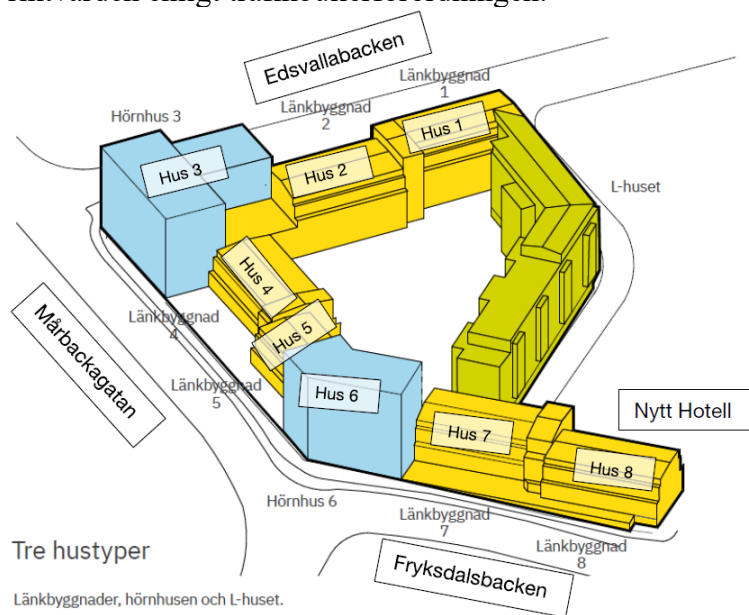 Edsvallabacken
Länkbyggnad
1
Länkbyggnad
2
Hörnhus 3
Hus 1
Hus 2
Hus 3
L-huset
Hus 4
Hus 5
Länkbyggnad
4
Mårbackagatan
Länkbyggnad
5
Hus 6
Nytt Hotell
Hus 7
Hus 8
Hörnhus 6
Länkbyggnad
7
Länkbyggnad
8
Tre hustyper
Fryksdalsbacken
Länkbyggnader, hörnhusen och L-huset.